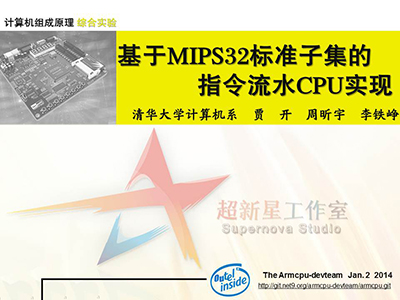 计算机组成原理 综合实验
基于MIPS32标准子集的
指令流水CPU实现
清华大学计算机系 贾 开 周昕宇 李铁峥
超新星工作室
Supernova Studio
Oute!
inside
The Armcpu-devteam Jan. 2 2014
http://git.net9.org/armcpu-devteam/armcpu.git